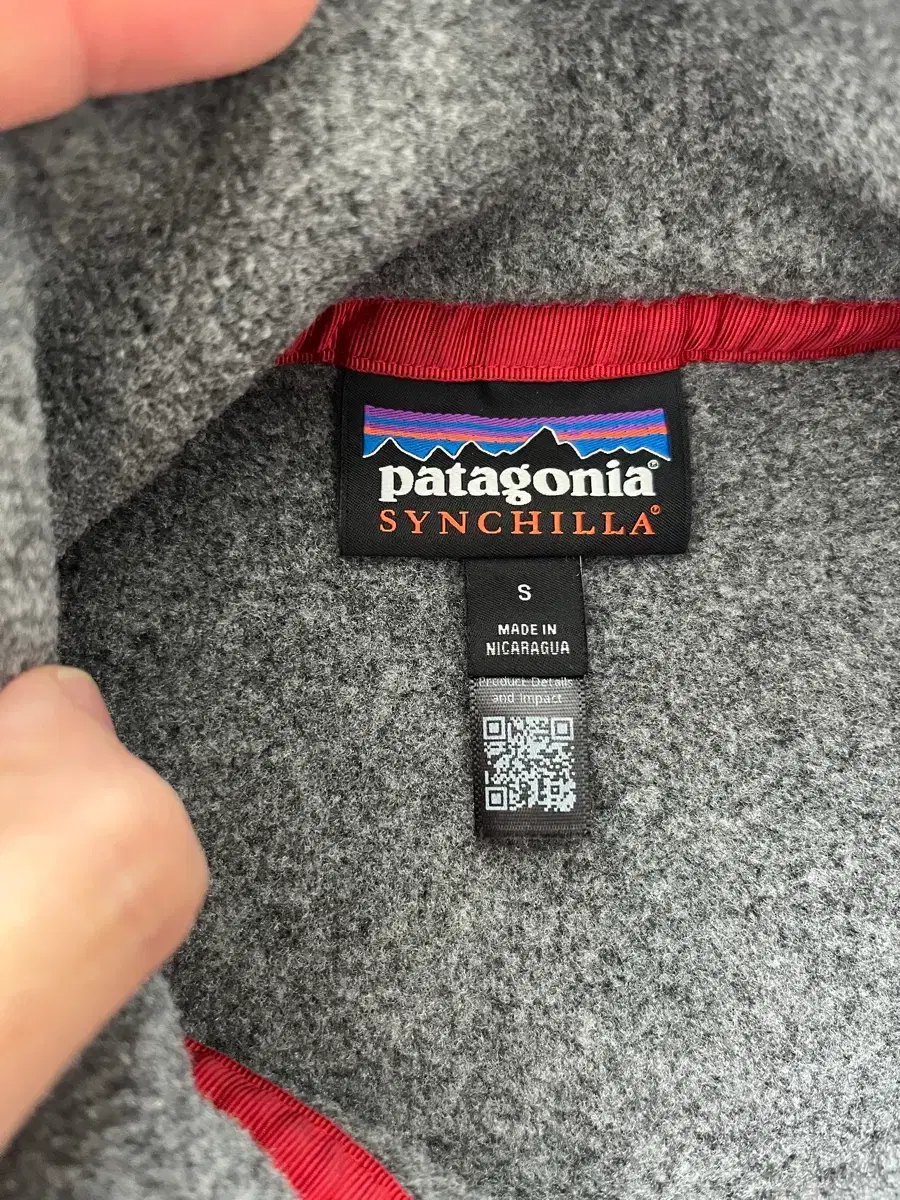 patagonia®
SYNCHILLA®
S
MADE IN
NICARAGUA
Product Details
and Impact